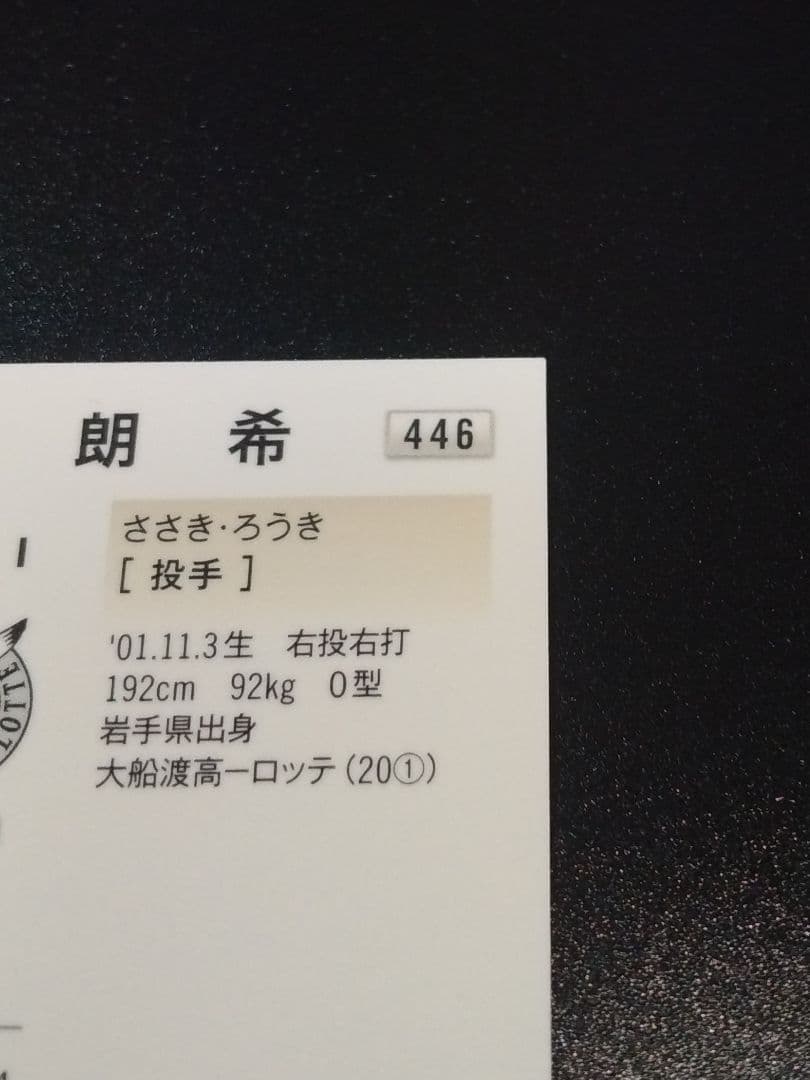 朗 希 446
ささき・ろうき
[ 投手 ]
'01.11.3生 右投右打
192cm 92kg O型
岩手県出身
大船渡高ーロッテ(20①)
LOTTE